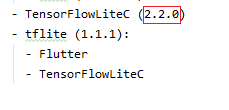 - TensorFlowLiteC (2.2.0)
- tflite (1.1.1):
- Flutter
- TensorFlowLiteC